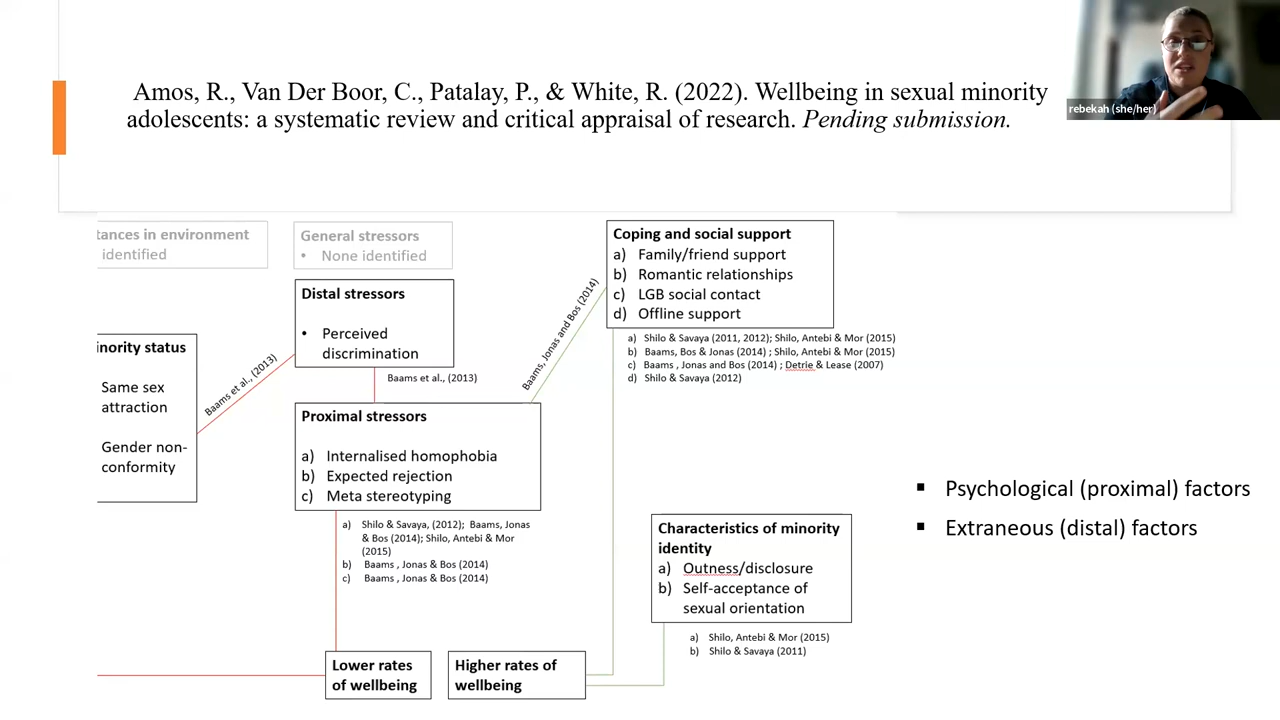 Amos, R., Van Der Boor, C., Patalay, P., & White, R. (2022). Wellbeing in sexual minority
adolescents: a systematic review and critical appraisal of research. Pending submission.
rebekah (she/her)
tances in environment
identified
General stressors
• None identified
Distal stressors
• Perceived
discrimination
inority status
Same sex
attraction
Gender non-
conformity
Baams et al., (2013)
Baams et al., (2013)
Proximal stressors
a) Internalised homophobia
b) Expected rejection
c) Meta stereotyping
a) Shilo & Savaya, (2012); Baams, Jonas
& Bos (2014); Shilo, Antebi & Mor
(2015)
b) Baams , Jonas & Bos (2014)
c) Baams , Jonas & Bos (2014)
Baams, Jonas and Bos (2014)
Coping and social support
a) Family/friend support
b) Romantic relationships
c) LGB social contact
d) Offline support
a) Shilo & Savaya (2011, 2012); Shilo, Antebi & Mor (2015)
b) Baams, Bos & Jonas (2014) ; Shilo, Antebi & Mor (2015)
c) Baams , Jonas and Bos (2014) ; Detrie & Lease (2007)
d) Shilo & Savaya (2012)
Characteristics of minority
identity
a) Outness/disclosure
b) Self-acceptance of
sexual orientation
a) Shilo, Antebi & Mor (2015)
b) Shilo & Savaya (2011)
Lower rates
of wellbeing
Higher rates of
wellbeing
▪ Psychological (proximal) factors
▪ Extraneous (distal) factors